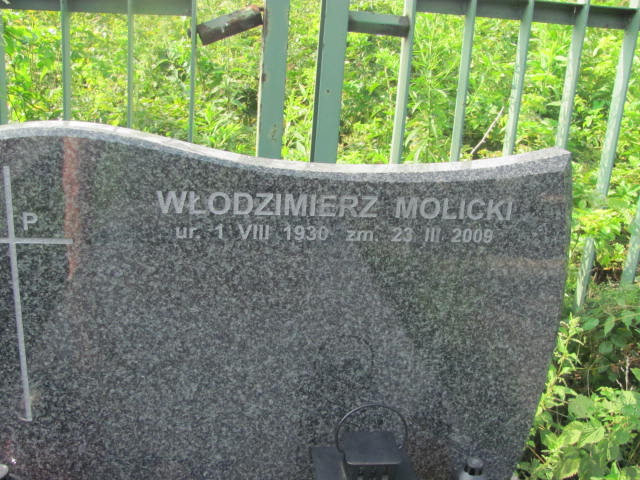 P
WŁODZIMIERZ MOLICKI
ur. 1 VIII 1930 zm. 23 III 2009